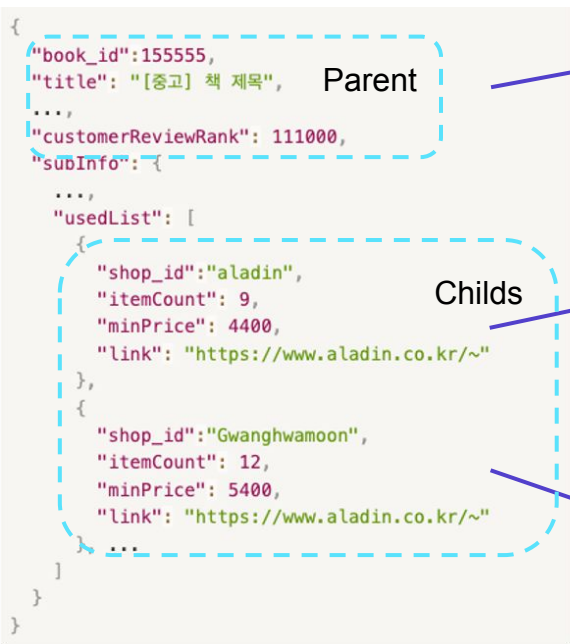 {
"book_id":155555,
"title": "[중고] 책 제목", Parent
...,
"customerReviewRank": 111000,
"subInfo": {
...,
"usedList": [
{
"shop_id":"aladin",
"itemCount": 9, Childs
"minPrice": 4400,
"link": "https://www.aladin.co.kr/~"
},
{
"shop_id":"Gwanghwamoon",
"itemCount": 12,
"minPrice": 5400,
"link": "https://www.aladin.co.kr/~"
}, ...
]
}
}